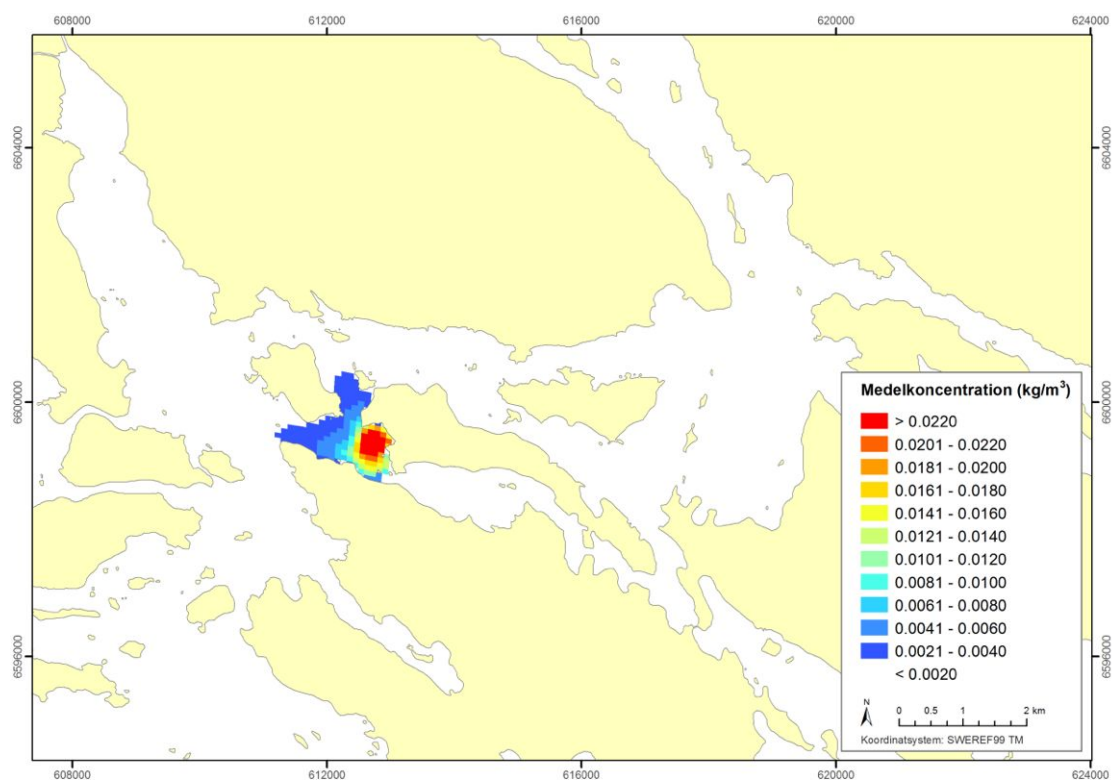 608000 612000 616000 620000 624000
6604000 6604000
6600000 6600000
6596000 6596000
Medelkoncentration (kg/m³)
> 0.0220
0.0201 - 0.0220
0.0181 - 0.0200
0.0161 - 0.0180
0.0141 - 0.0160
0.0121 - 0.0140
0.0101 - 0.0120
0.0081 - 0.0100
0.0061 - 0.0080
0.0041 - 0.0060
0.0021 - 0.0040
< 0.0020
N
0 0.5 1 2 km
Koordinatsystem: SWEREF99 TM
608000 612000 616000 620000 624000